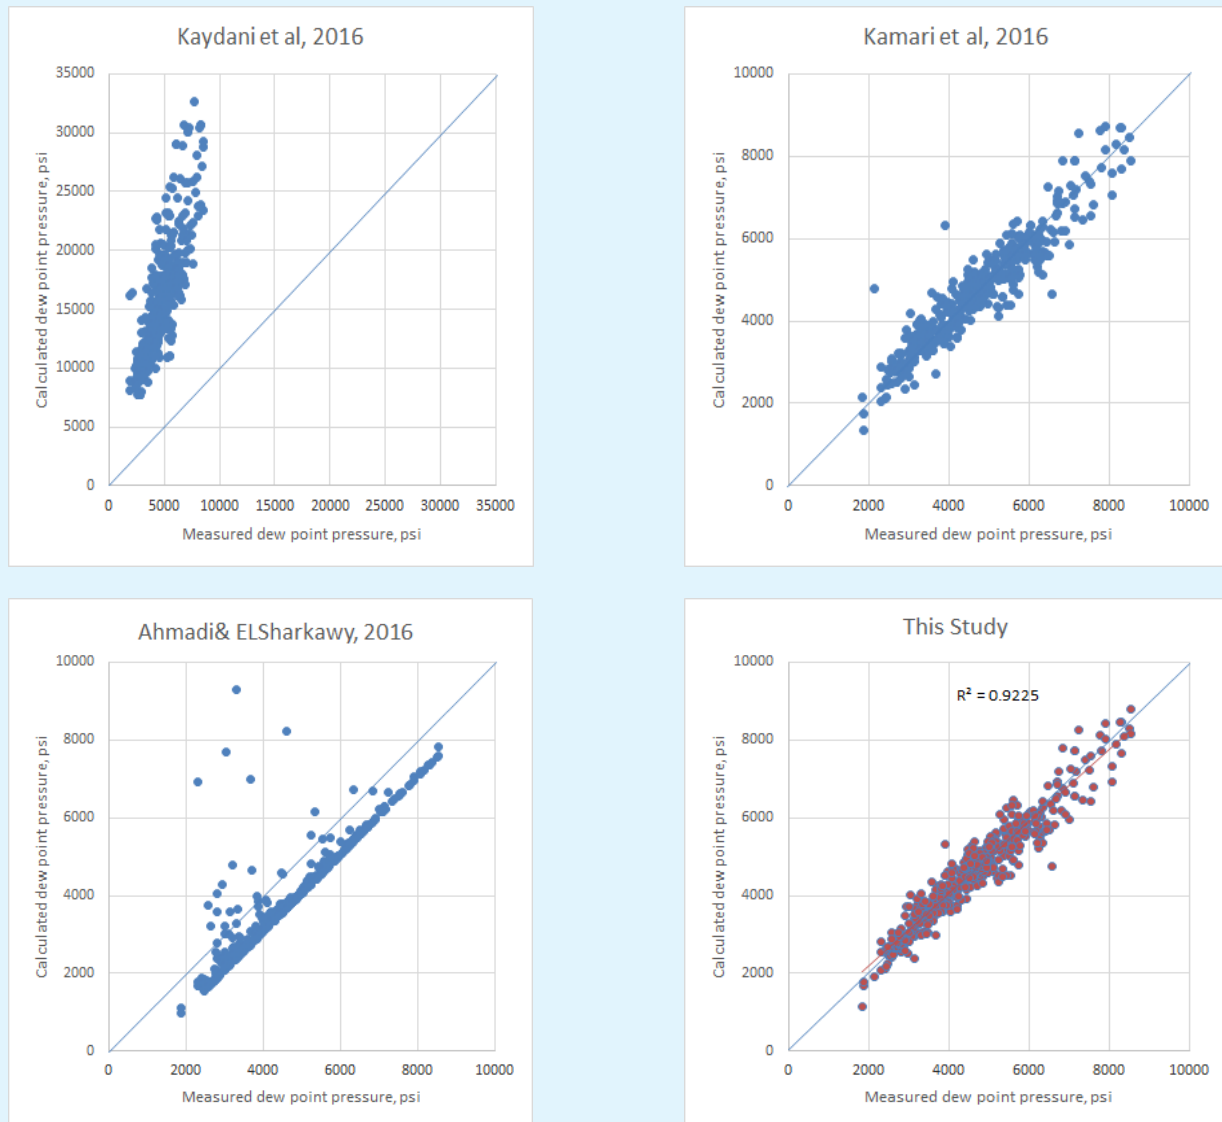 Kaydani et al, 2016
35000
30000
25000
20000
15000
10000
5000
0
Calculated dew point pressure, psi
0 5000 10000 15000 20000 25000 30000 35000
Measured dew point pressure, psi
Kamari et al, 2016
10000
8000
6000
4000
2000
0
Calculated dew point pressure, psi
0 2000 4000 6000 8000 10000
Measured dew point pressure, psi
Ahmadi& ELSharkawy, 2016
10000
8000
6000
4000
2000
0
Calculated dew point pressure, psi
0 2000 4000 6000 8000 10000
Measured dew point pressure, psi
This Study
R² = 0.9225
10000
8000
6000
4000
2000
0
Calculated dew point pressure, psi
0 2000 4000 6000 8000 10000
Measured dew point pressure, psi